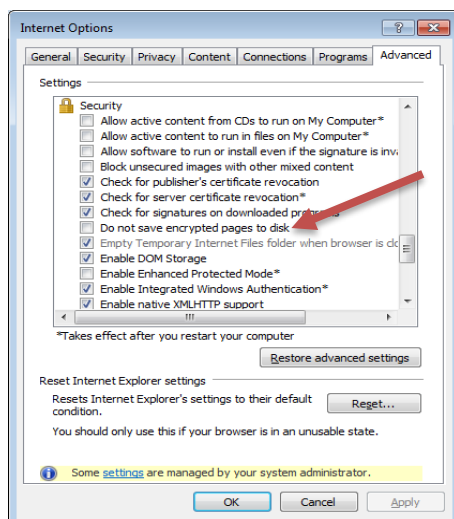 Internet Options
General Security Privacy Content Connections Programs Advanced
Settings
Security
Allow active content from CDs to run on My Computer*
Allow active content to run in files on My Computer*
Allow software to run or install even if the signature is inva
Block unsecured images with other mixed content
Check for publisher's certificate revocation
Check for server certificate revocation*
Check for signatures on downloaded programs
Do not save encrypted pages to disk
Empty Temporary Internet Files folder when browser is clo
Enable DOM Storage
Enable Enhanced Protected Mode*
Enable Integrated Windows Authentication*
Enable native XMLHTTP support
*Takes effect after you restart your computer
Restore advanced settings
Reset Internet Explorer settings
Resets Internet Explorer's settings to their default
condition.
Reset...
You should only use this if your browser is in an unusable state.
Some settings are managed by your system administrator.
OK Cancel Apply